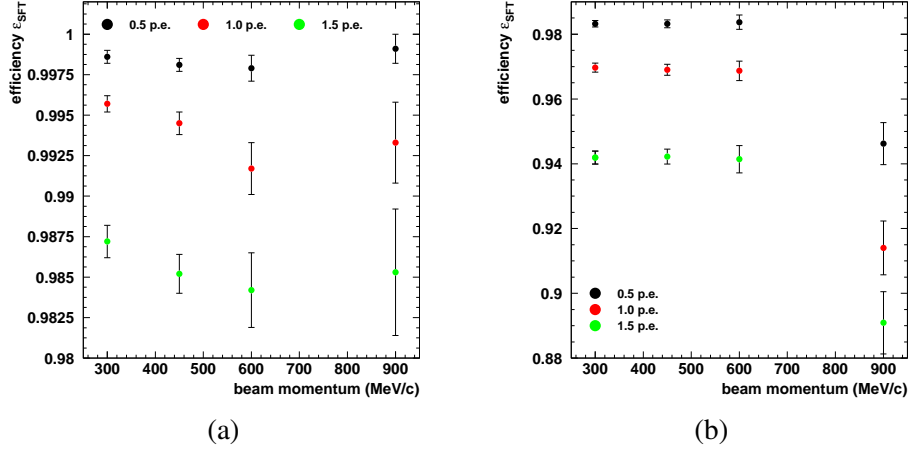 efficiency ε_SFT
0.5 p.e. 1.0 p.e. 1.5 p.e.
1
0.9975
0.995
0.9925
0.99
0.9875
0.985
0.9825
0.98
300 400 500 600 700 800 900
beam momentum (MeV/c)
(a)
efficiency ε_SFT
0.98
0.96
0.94
0.92
0.9
0.88
0.5 p.e.
1.0 p.e.
1.5 p.e.
300 400 500 600 700 800 900
beam momentum (MeV/c)
(b)